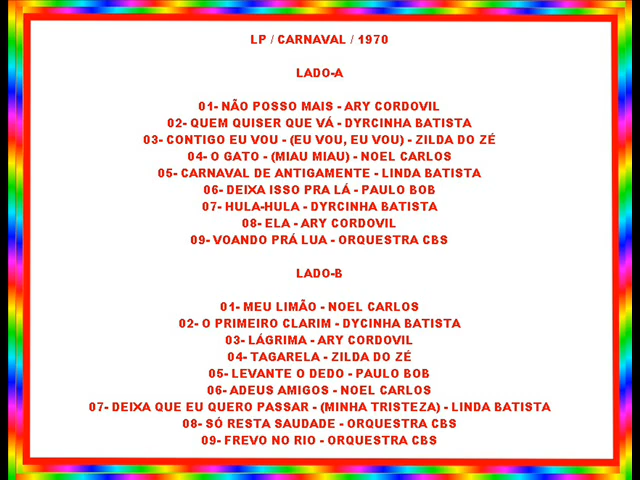 LP / CARNAVAL / 1970
LADO-A
01- NÃO POSSO MAIS - ARY CORDOVIL
02- QUEM QUISER QUE VÁ - DYRCINHA BATISTA
03- CONTIGO EU VOU - (EU VOU, EU VOU) - ZILDA DO ZÉ
04- O GATO - (MIAU MIAU) - NOEL CARLOS
05- CARNAVAL DE ANTIGAMENTE - LINDA BATISTA
06- DEIXA ISSO PRA LÁ - PAULO BOB
07- HULA-HULA - DYRCINHA BATISTA
08- ELA - ARY CORDOVIL
09- VOANDO PRÁ LUA - ORQUESTRA CBS
LADO-B
01- MEU LIMÃO - NOEL CARLOS
02- O PRIMEIRO CLARIM - DYCINHA BATISTA
03- LÁGRIMA - ARY CORDOVIL
04- TAGARELA - ZILDA DO ZÉ
05- LEVANTE O DEDO - PAULO BOB
06- ADEUS AMIGOS - NOEL CARLOS
07- DEIXA QUE EU QUERO PASSAR - (MINHA TRISTEZA) - LINDA BATISTA
08- SÓ RESTA SAUDADE - ORQUESTRA CBS
09- FREVO NO RIO - ORQUESTRA CBS